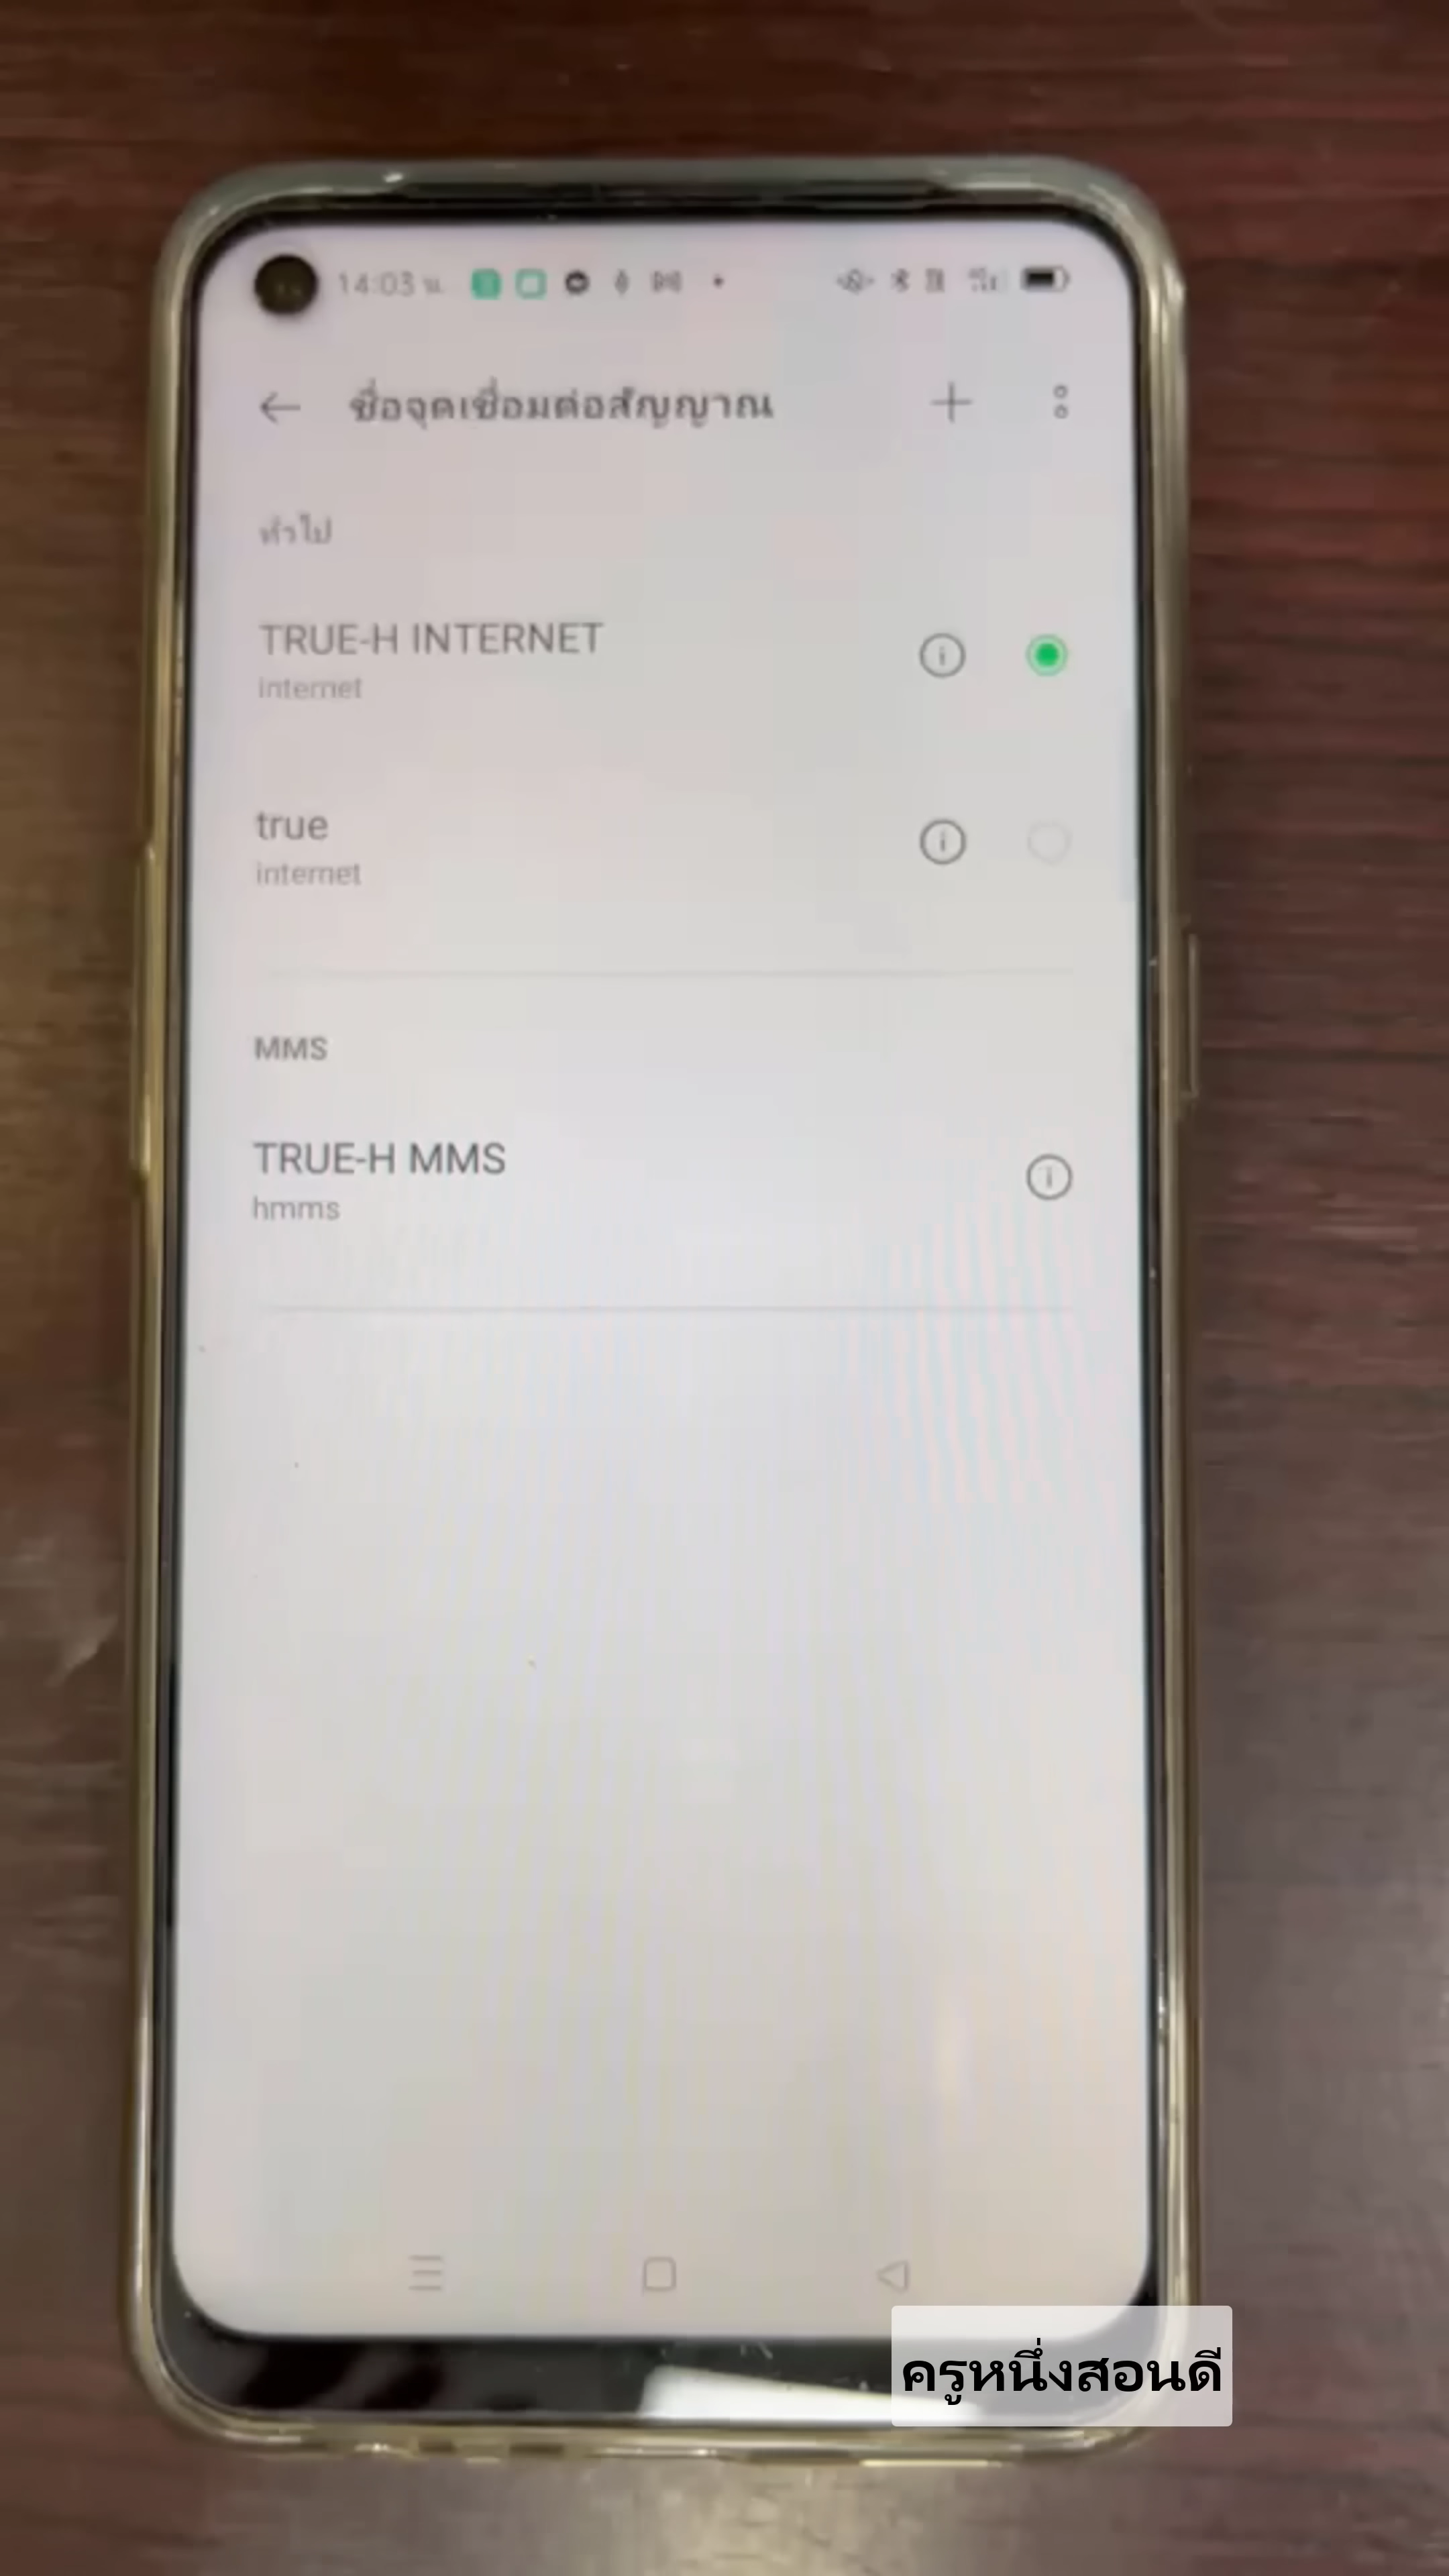 14:03 น.
ชื่อจุดเชื่อมต่อสัญญาณ
ทั่วไป
TRUE-H INTERNET
internet
true
internet
MMS
TRUE-H MMS
hmms
ครูหนึ่งสอนดี